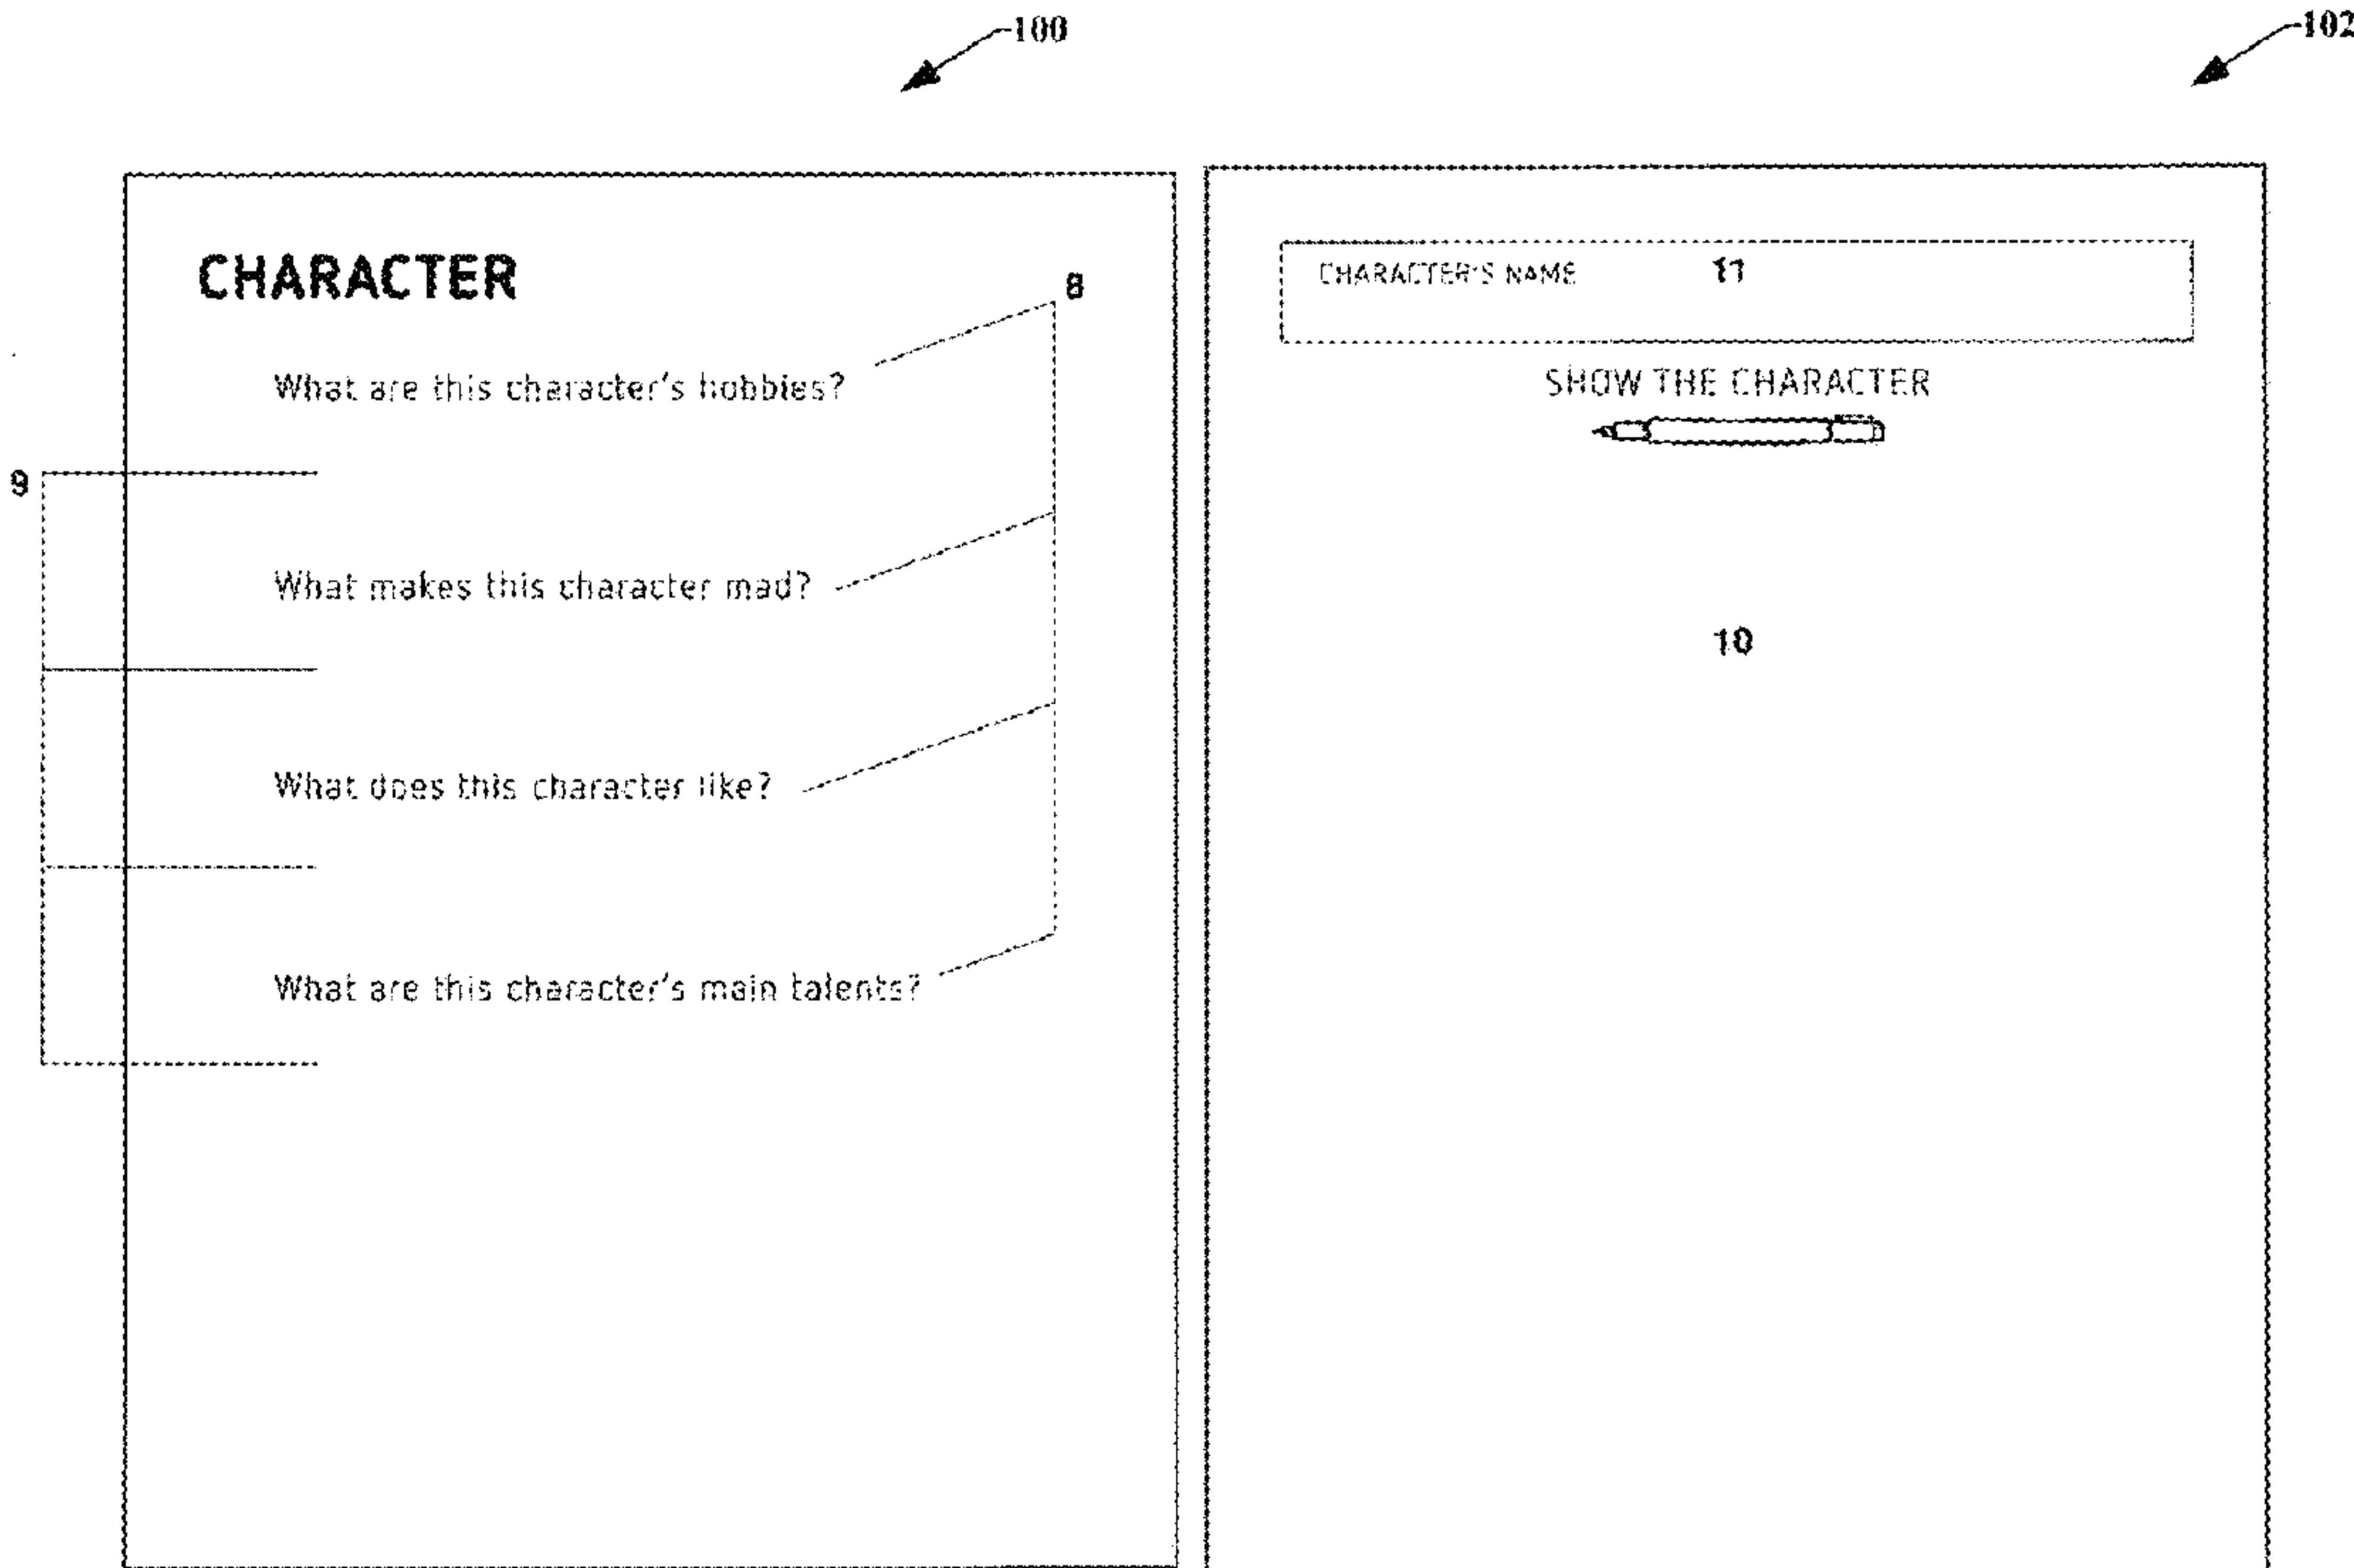 100
102
CHARACTER
8
What are this character's hobbies?
9
What makes this character mad?
What does this character like?
What are this character's main talents?
CHARACTER'S NAME 11
SHOW THE CHARACTER
10